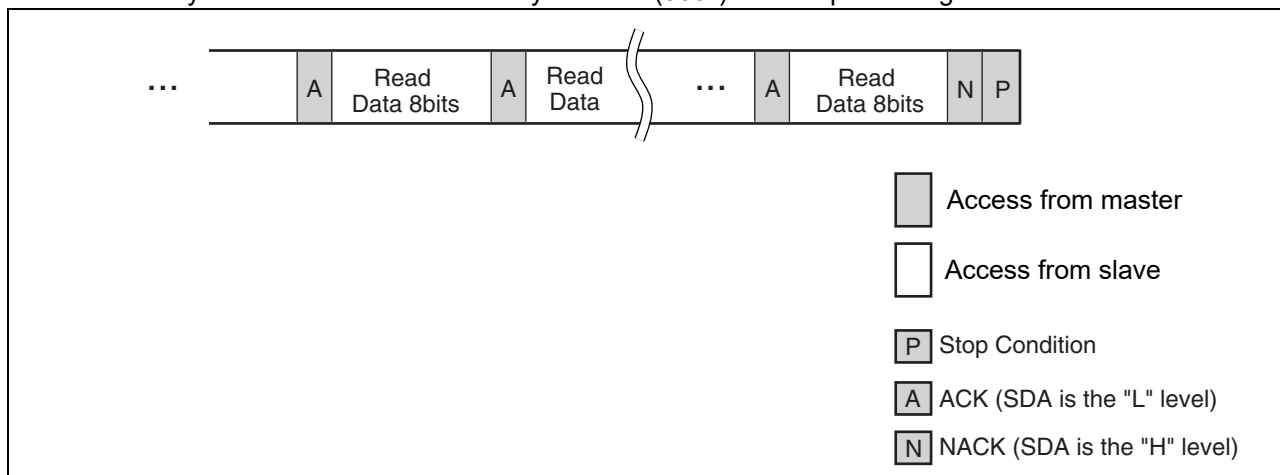 ...
A
Read
Data 8bits
A
Read
Data
...
A
Read
Data 8bits
N
P
Access from master
Access from slave
P Stop Condition
A ACK (SDA is the "L" level)
N NACK (SDA is the "H" level)